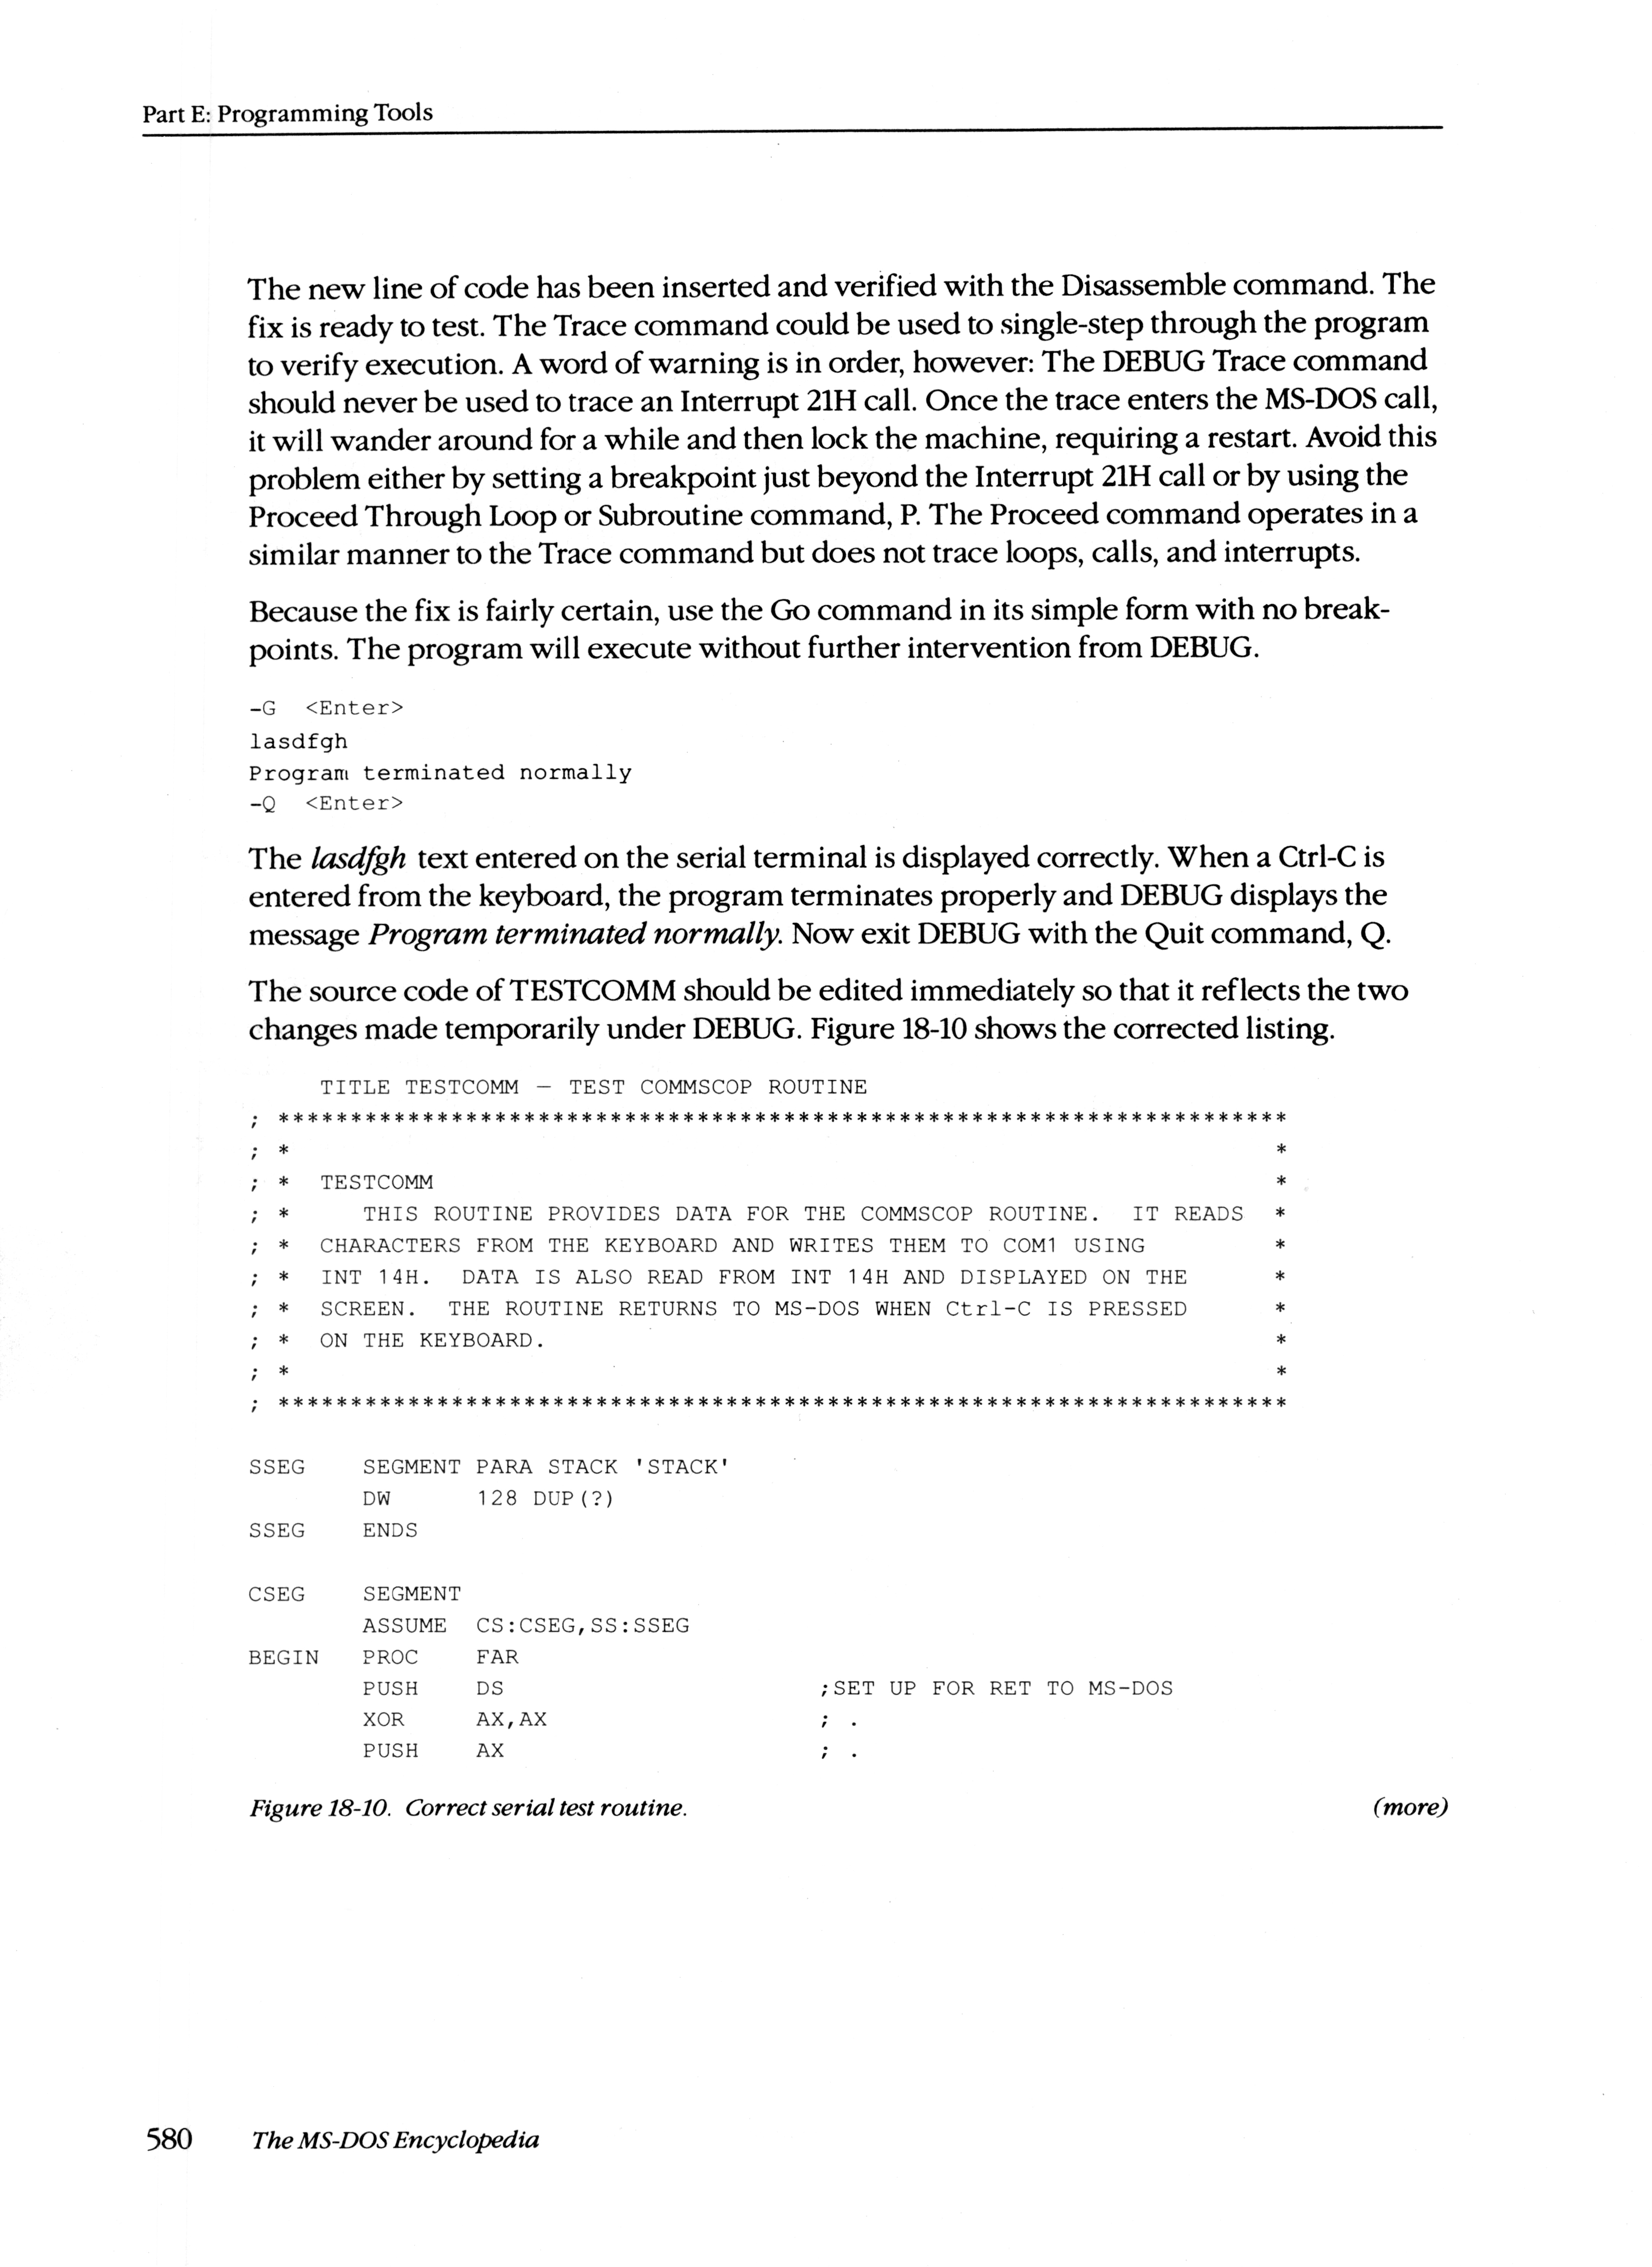 Part E: Programming Tools
The new line of code has been inserted and verified with the Disassemble command. The
fix is ready to test. The Trace command could be used to single-step through the program
to verify execution. A word of warning is in order, however: The DEBUG Trace command
should never be used to trace an Interrupt 21H call. Once the trace enters the MS-DOS call,
it will wander around for a while and then lock the machine, requiring a restart. Avoid this
problem either by setting a breakpoint just beyond the Interrupt 21H call or by using the
Proceed Through Loop or Subroutine command, P. The Proceed command operates in a
similar manner to the Trace command but does not trace loops, calls, and interrupts.
Because the fix is fairly certain, use the Go command in its simple form with no break-
points. The program will execute without further intervention from DEBUG.
-G  <Enter>
lasdfgh
Program terminated normally
-Q  <Enter>
The lasdfgh text entered on the serial terminal is displayed correctly. When a Ctrl-C is
entered from the keyboard, the program terminates properly and DEBUG displays the
message Program terminated normally. Now exit DEBUG with the Quit command, Q.
The source code of TESTCOMM should be edited immediately so that it reflects the two
changes made temporarily under DEBUG. Figure 18-10 shows the corrected listing.
     TITLE TESTCOMM — TEST COMMSCOP ROUTINE
; ***********************************************************************
; *                                                                     *
; *  TESTCOMM                                                           *
; *     THIS ROUTINE PROVIDES DATA FOR THE COMMSCOP ROUTINE.  IT READS  *
; *  CHARACTERS FROM THE KEYBOARD AND WRITES THEM TO COM1 USING         *
; *  INT 14H.  DATA IS ALSO READ FROM INT 14H AND DISPLAYED ON THE      *
; *  SCREEN.  THE ROUTINE RETURNS TO MS-DOS WHEN Ctrl-C IS PRESSED      *
; *  ON THE KEYBOARD.                                                   *
; *                                                                     *
; ***********************************************************************
SSEG    SEGMENT PARA STACK 'STACK'
        DW      128 DUP(?)
SSEG    ENDS
CSEG    SEGMENT
        ASSUME  CS:CSEG,SS:SSEG
BEGIN   PROC    FAR
        PUSH    DS                      ;SET UP FOR RET TO MS-DOS
        XOR     AX,AX                   ; .
        PUSH    AX                      ; .
Figure 18-10. Correct serial test routine. (more)
580 The MS-DOS Encyclopedia